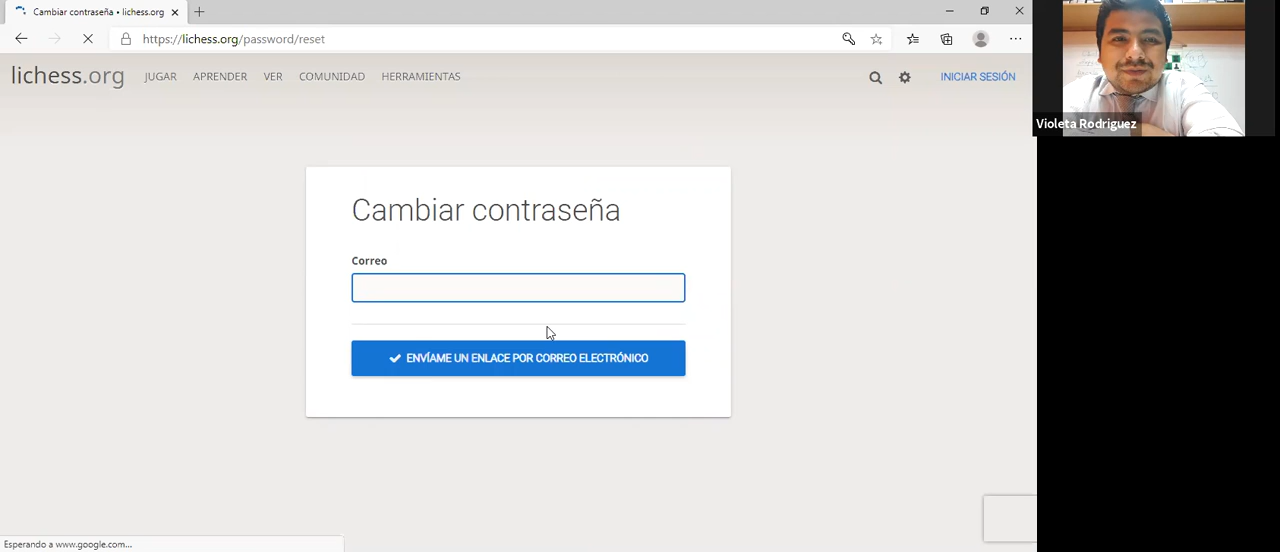 Cambiar contraseña • lichess.org
https://lichess.org/password/reset
lichess.org JUGAR APRENDER VER COMUNIDAD HERRAMIENTAS INICIAR SESIÓN
Violeta Rodriguez
Cambiar contraseña
Correo
ENVÍAME UN ENLACE POR CORREO ELECTRÓNICO
Esperando a www.google.com...